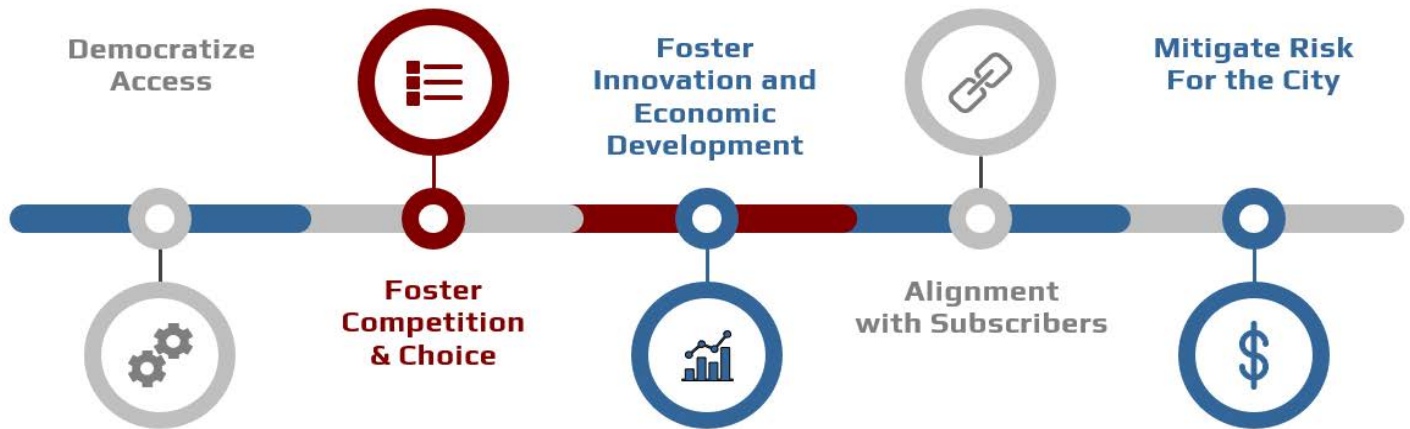 Democratize
Access
Foster
Competition
& Choice
Foster
Innovation and
Economic
Development
Alignment
with Subscribers
Mitigate Risk
For the City
$